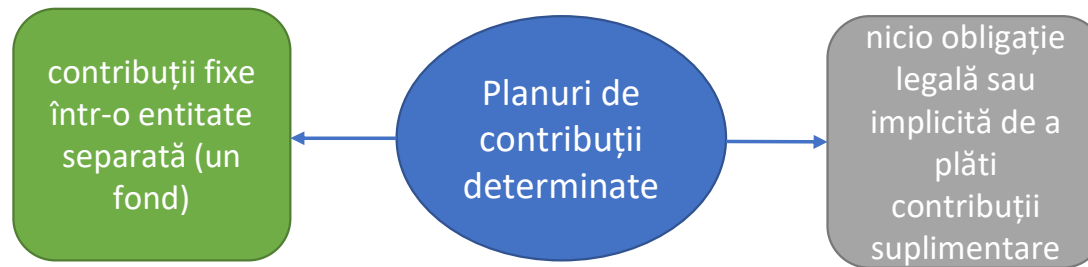 contribuții fixe
într-o entitate
separată (un
fond)
Planuri de
contribuții
determinate
nicio obligație
legală sau
implicită de a
plăti
contribuții
suplimentare